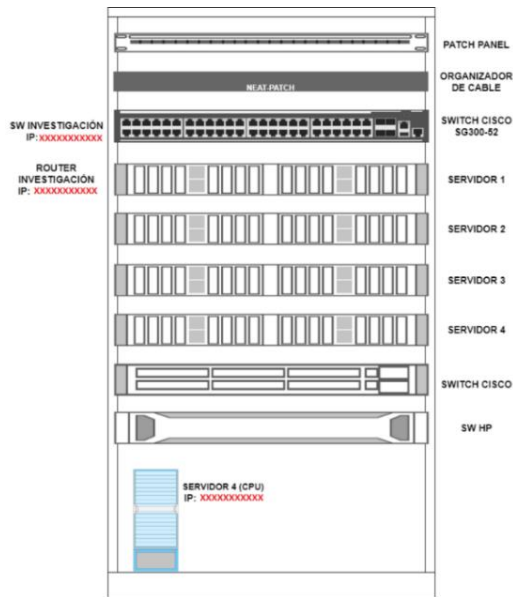 PATCH PANEL
ORGANIZADOR
DE CABLE
NEAT-PATCH
SW INVESTIGACIÓN
IP: XXXXXXXXXXX
SWITCH CISCO
SG300-52
ROUTER
INVESTIGACIÓN
IP: XXXXXXXXXXX
SERVIDOR 1
SERVIDOR 2
SERVIDOR 3
SERVIDOR 4
SWITCH CISCO
SW HP
SERVIDOR 4 (CPU)
IP: XXXXXXXXXXX